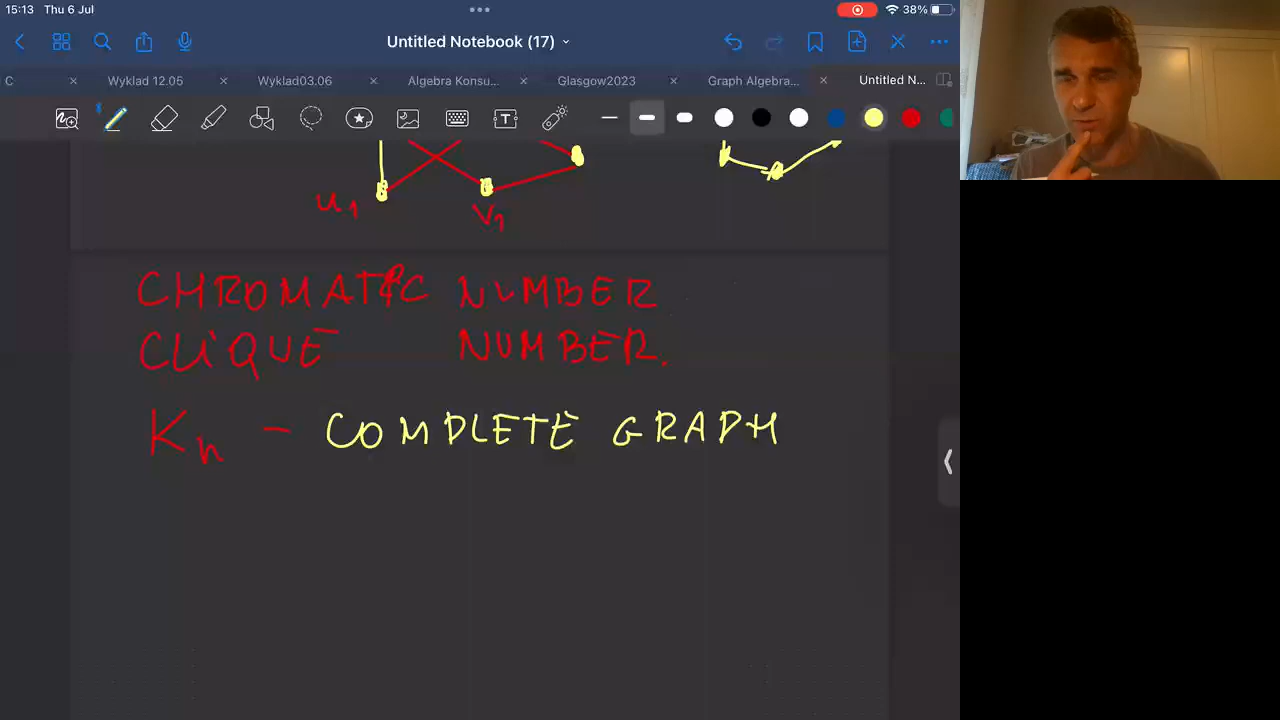 15:13 Thu 6 Jul 38%
Untitled Notebook (17)
C Wyklad 12.05 Wyklad03.06 Algebra Konsu... Glasgow2023 Graph Algebra... Untitled N...
u1 v1
CHROMATIC NUMBER
CLIQUE NUMBER.
Kn - COMPLETE GRAPH